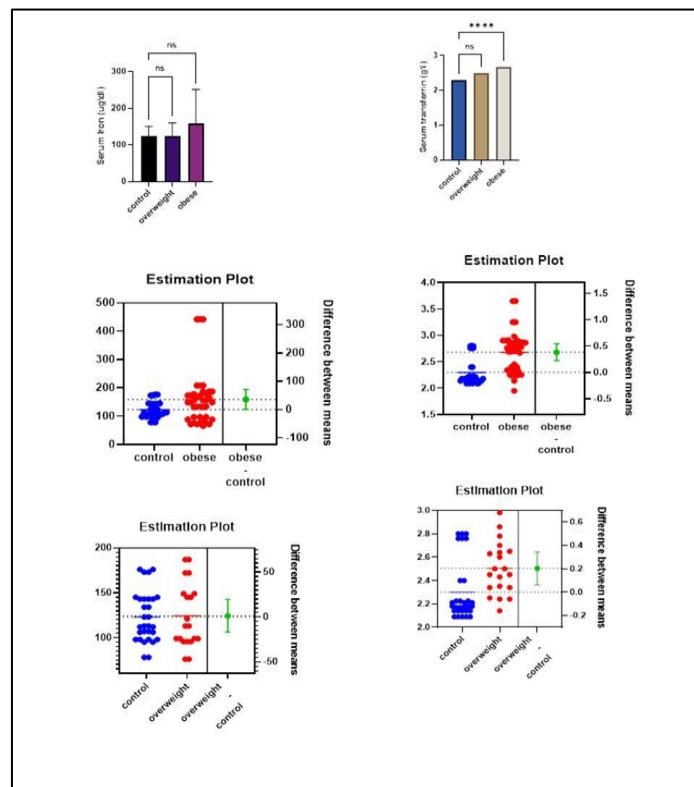 ns
ns
Serum Iron (ug/dl)
300
200
100
0
control
overweight
obese
****
ns
Serum transferrin (g/l)
3
2
1
0
control
overweight
obese
Estimation Plot
500
400
300
200
100
0
300
200
100
0
-100
Difference between means
control
obese
obese
-
control
Estimation Plot
4.0
3.5
3.0
2.5
2.0
1.5
1.5
1.0
0.5
0.0
-0.5
Difference between means
control
obese
obese
-
control
Estimation Plot
200
150
100
50
0
-50
Difference between means
control
overweight
overweight
-
control
Estimation Plot
3.0
2.8
2.6
2.4
2.2
2.0
0.6
0.4
0.2
0.0
-0.2
Difference between means
control
overweight
overweight
-
control